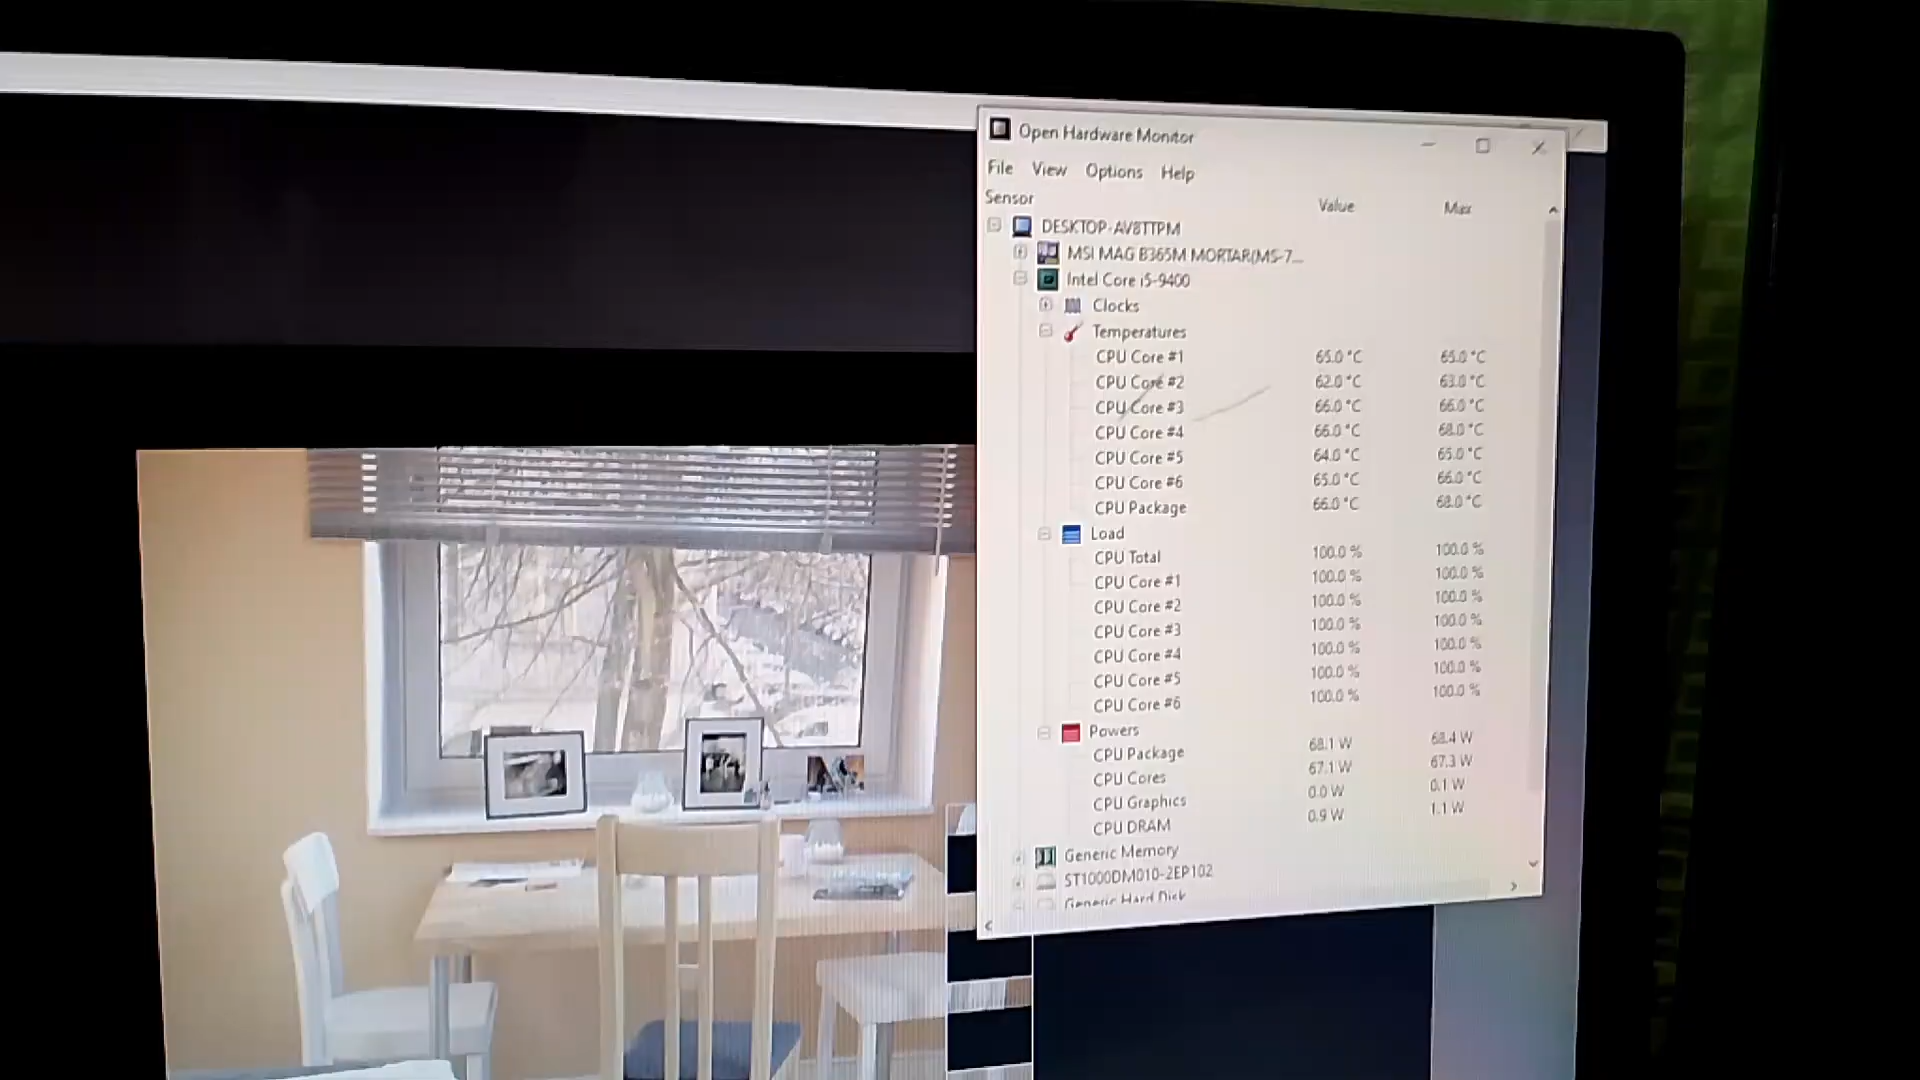 Open Hardware Monitor
File View Options Help
Sensor Value Max
DESKTOP-AV8TTPM
MSI MAG B365M MORTAR(MS-7...
Intel Core i5-9400
Clocks
Temperatures
CPU Core #1 65.0 °C 65.0 °C
CPU Core #2 62.0 °C 63.0 °C
CPU Core #3 66.0 °C 66.0 °C
CPU Core #4 66.0 °C 68.0 °C
CPU Core #5 64.0 °C 65.0 °C
CPU Core #6 65.0 °C 66.0 °C
CPU Package 66.0 °C 68.0 °C
Load
CPU Total 100.0 % 100.0 %
CPU Core #1 100.0 % 100.0 %
CPU Core #2 100.0 % 100.0 %
CPU Core #3 100.0 % 100.0 %
CPU Core #4 100.0 % 100.0 %
CPU Core #5 100.0 % 100.0 %
CPU Core #6 100.0 % 100.0 %
Powers
CPU Package 68.1 W 68.4 W
CPU Cores 67.1 W 67.3 W
CPU Graphics 0.0 W 0.1 W
CPU DRAM 0.9 W 1.1 W
Generic Memory
ST1000DM010-2EP102
Generic Hard Disk